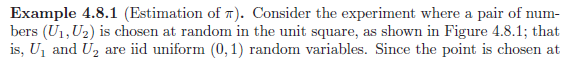 Example 4.8.1 (Estimation of π). Consider the experiment where a pair of num-
bers (U₁, U₂) is chosen at random in the unit square, as shown in Figure 4.8.1; that
is, U₁ and U₂ are iid uniform (0, 1) random variables. Since the point is chosen at